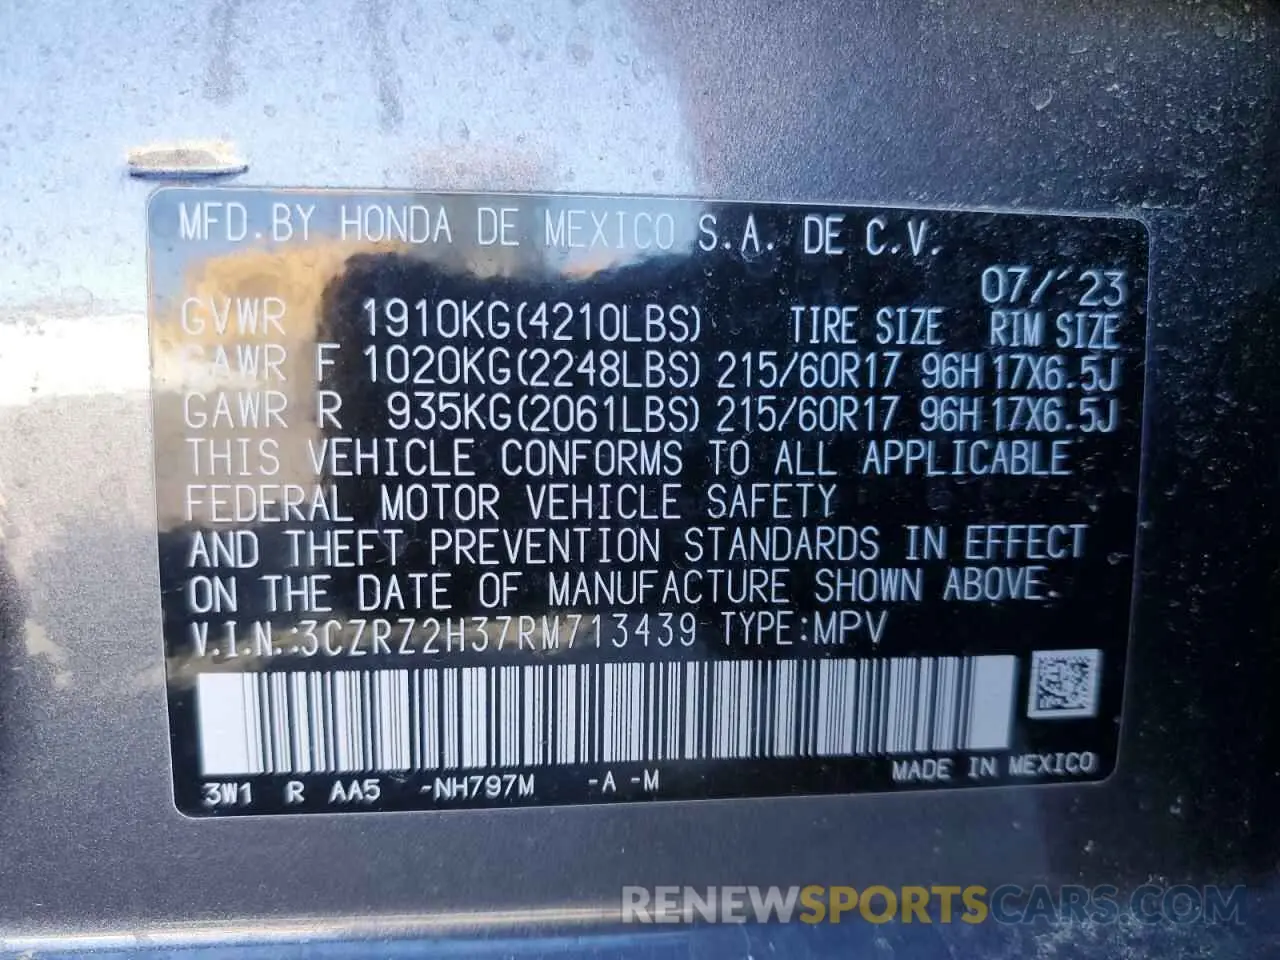 MFD.BY HONDA DE MEXICO S.A. DE C.V.
07/'23
GVWR 1910KG(4210LBS) TIRE SIZE RIM SIZE
GAWR F 1020KG(2248LBS) 215/60R17 96H 17X6.5J
GAWR R 935KG(2061LBS) 215/60R17 96H 17X6.5J
THIS VEHICLE CONFORMS TO ALL APPLICABLE
FEDERAL MOTOR VEHICLE SAFETY
AND THEFT PREVENTION STANDARDS IN EFFECT
ON THE DATE OF MANUFACTURE SHOWN ABOVE.
V.I.N.:3CZRZ2H37RM713439 TYPE:MPV
3W1 R AA5 -NH797M -A -M MADE IN MEXICO
RENEWSPORTSCARS.COM